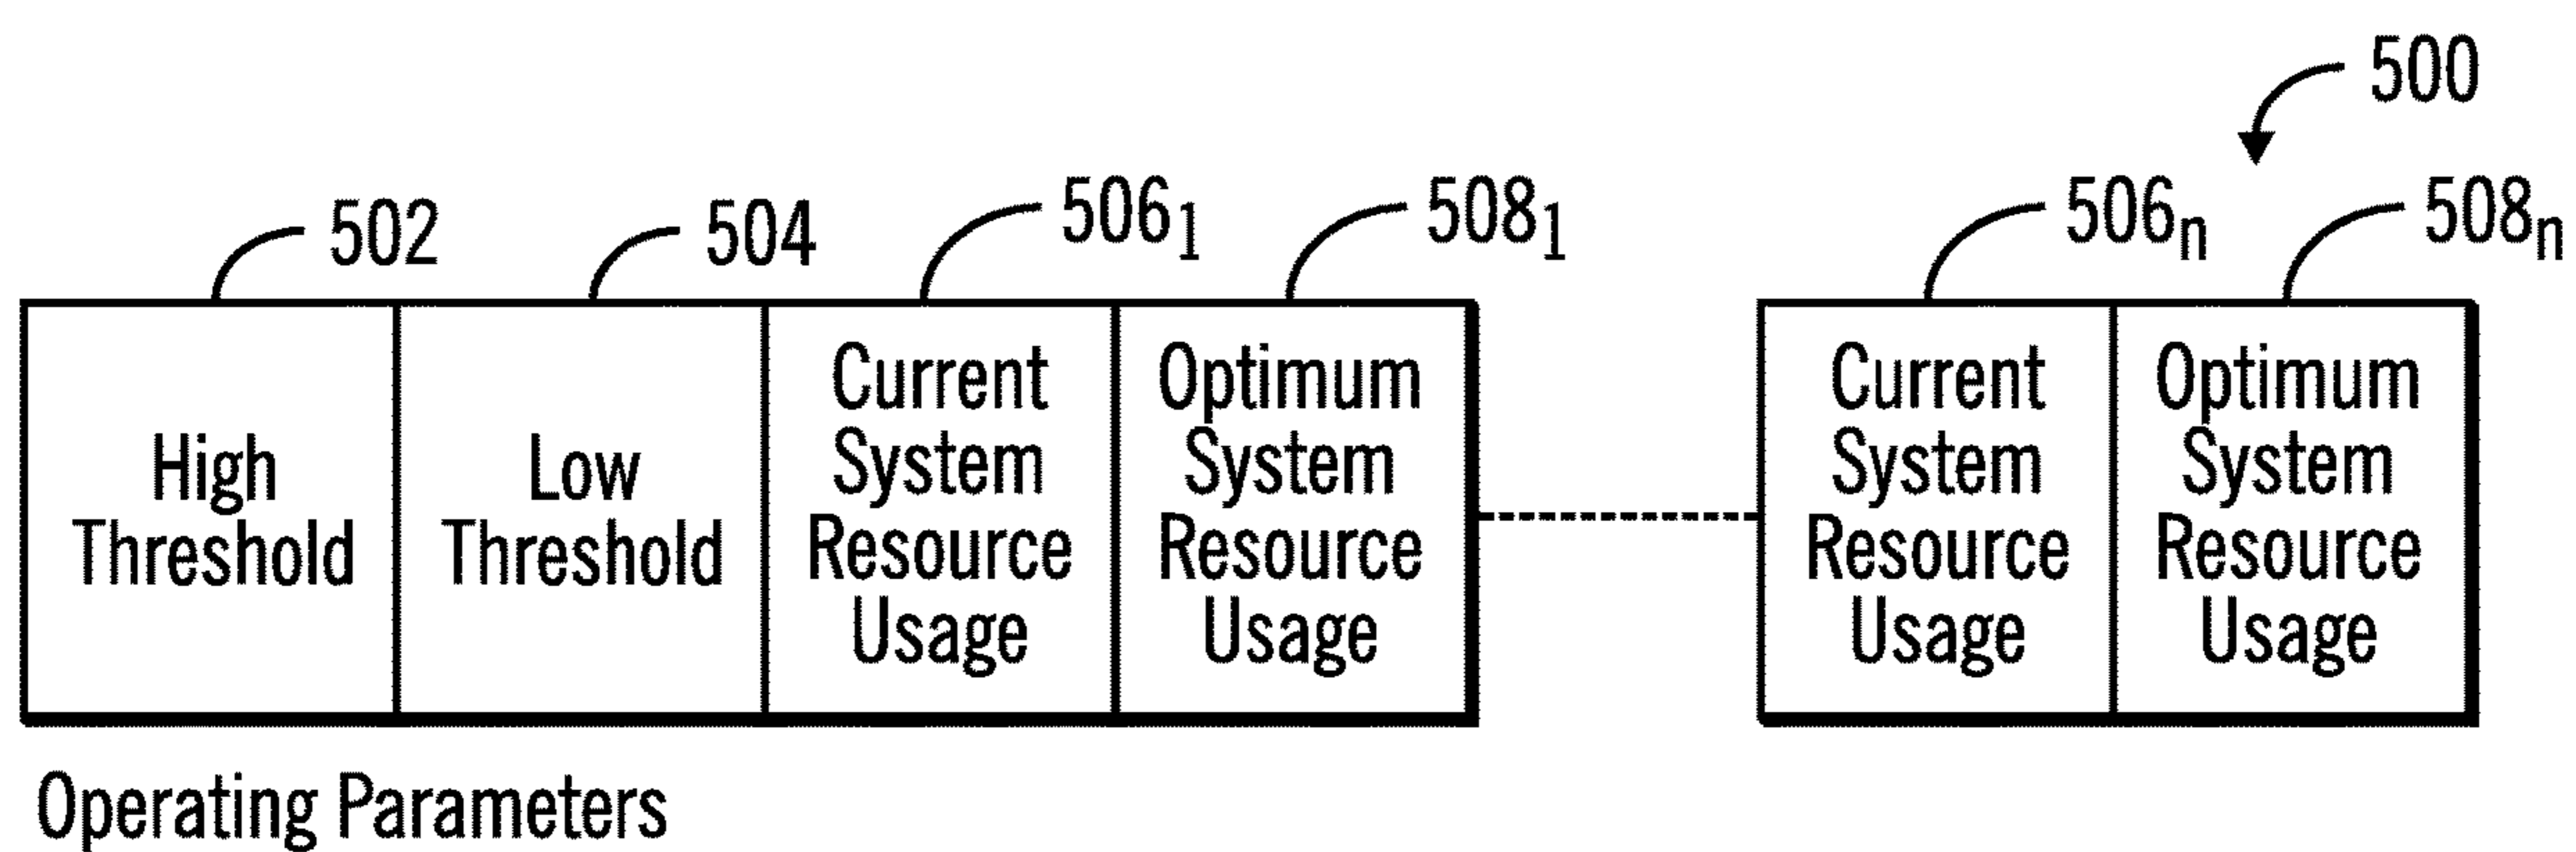 500
502
504
506₁
508₁
506ₙ
508ₙ
High
Threshold
Low
Threshold
Current
System
Resource
Usage
Optimum
System
Resource
Usage
Current
System
Resource
Usage
Optimum
System
Resource
Usage
Operating Parameters